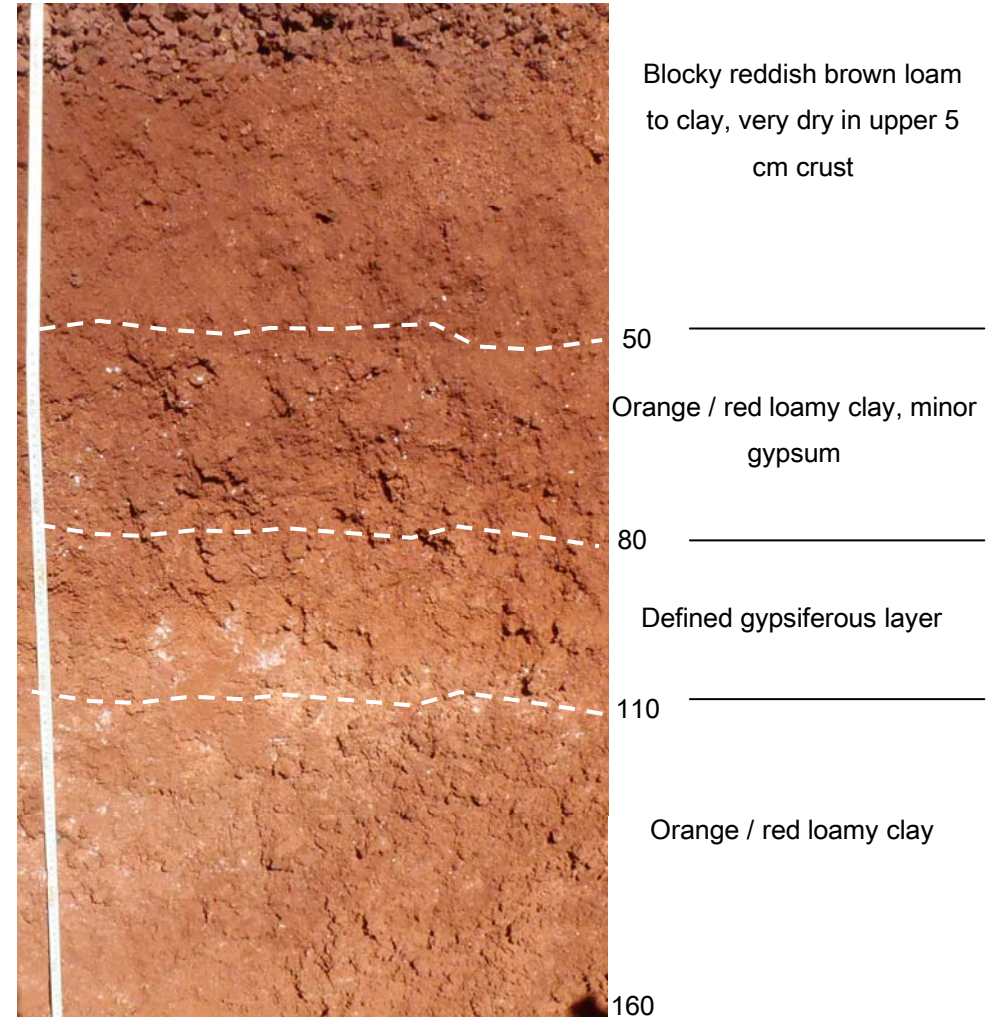 Blocky reddish brown loam
to clay, very dry in upper 5
cm crust
50
Orange / red loamy clay, minor
gypsum
80
Defined gypsiferous layer
110
Orange / red loamy clay
160